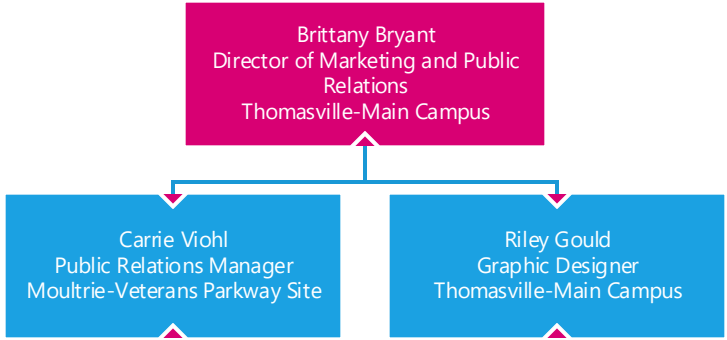 Brittany Bryant
Director of Marketing and Public
Relations
Thomasville-Main Campus
Carrie Viohl
Public Relations Manager
Moultrie-Veterans Parkway Site
Riley Gould
Graphic Designer
Thomasville-Main Campus